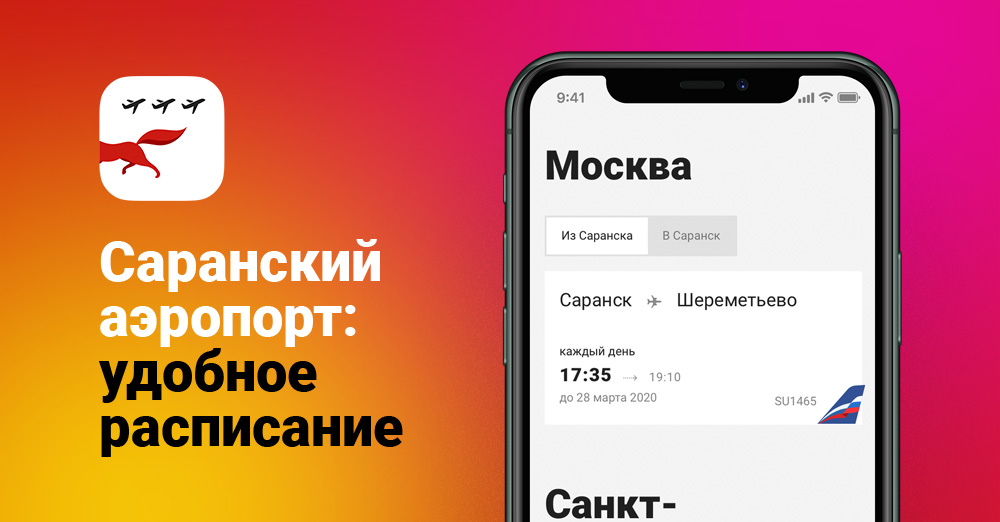 Саранский
аэропорт:
удобное
расписание
9:41
Москва
Из Саранска В Саранск
Саранск Шереметьево
каждый день
17:35 19:10
до 28 марта 2020
SU1465
Санкт-